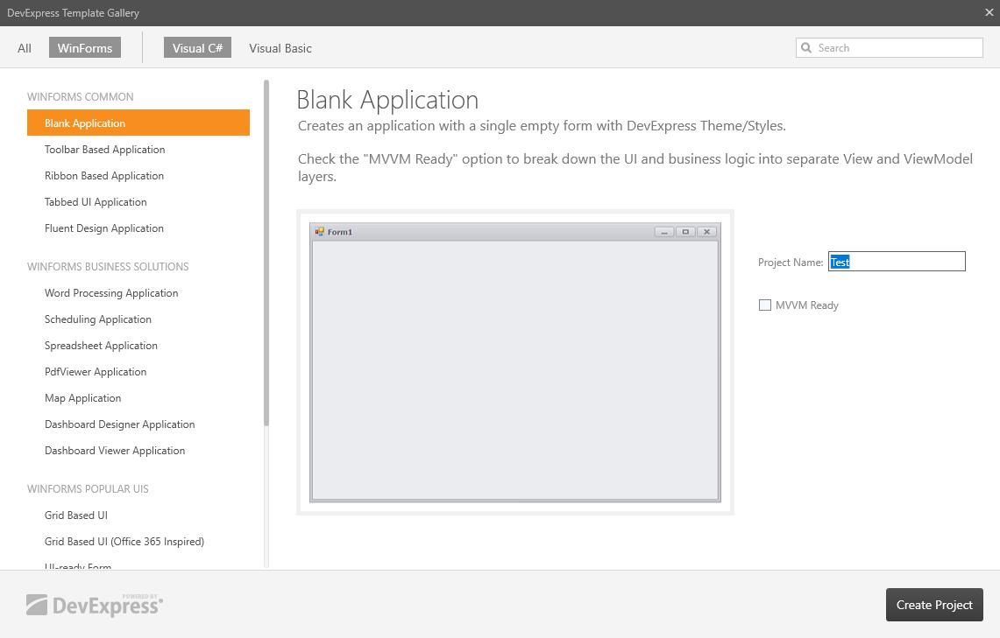 DevExpress Template Gallery
All WinForms Visual C# Visual Basic Search
WINFORMS COMMON
Blank Application
Toolbar Based Application
Ribbon Based Application
Tabbed UI Application
Fluent Design Application
WINFORMS BUSINESS SOLUTIONS
Word Processing Application
Scheduling Application
Spreadsheet Application
PdfViewer Application
Map Application
Dashboard Designer Application
Dashboard Viewer Application
WINFORMS POPULAR UIS
Grid Based UI
Grid Based UI (Office 365 Inspired)
UI-ready Form
Blank Application
Creates an application with a single empty form with DevExpress Theme/Styles.
Check the "MVVM Ready" option to break down the UI and business logic into separate View and ViewModel
layers.
Form1
Project Name: Test
MVVM Ready
POWERED BY
DevExpress
Create Project